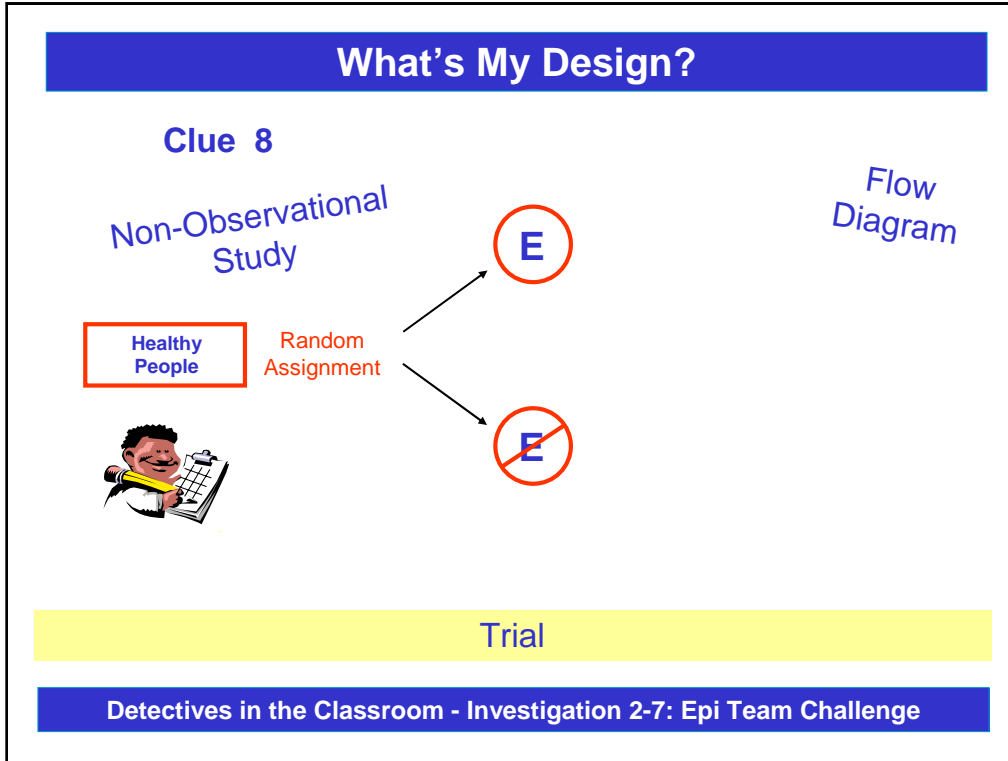 What's My Design?
Clue 8
Non-Observational
Study
Flow
Diagram
E
Healthy
People
Random
Assignment
E
Trial
Detectives in the Classroom - Investigation 2-7: Epi Team Challenge